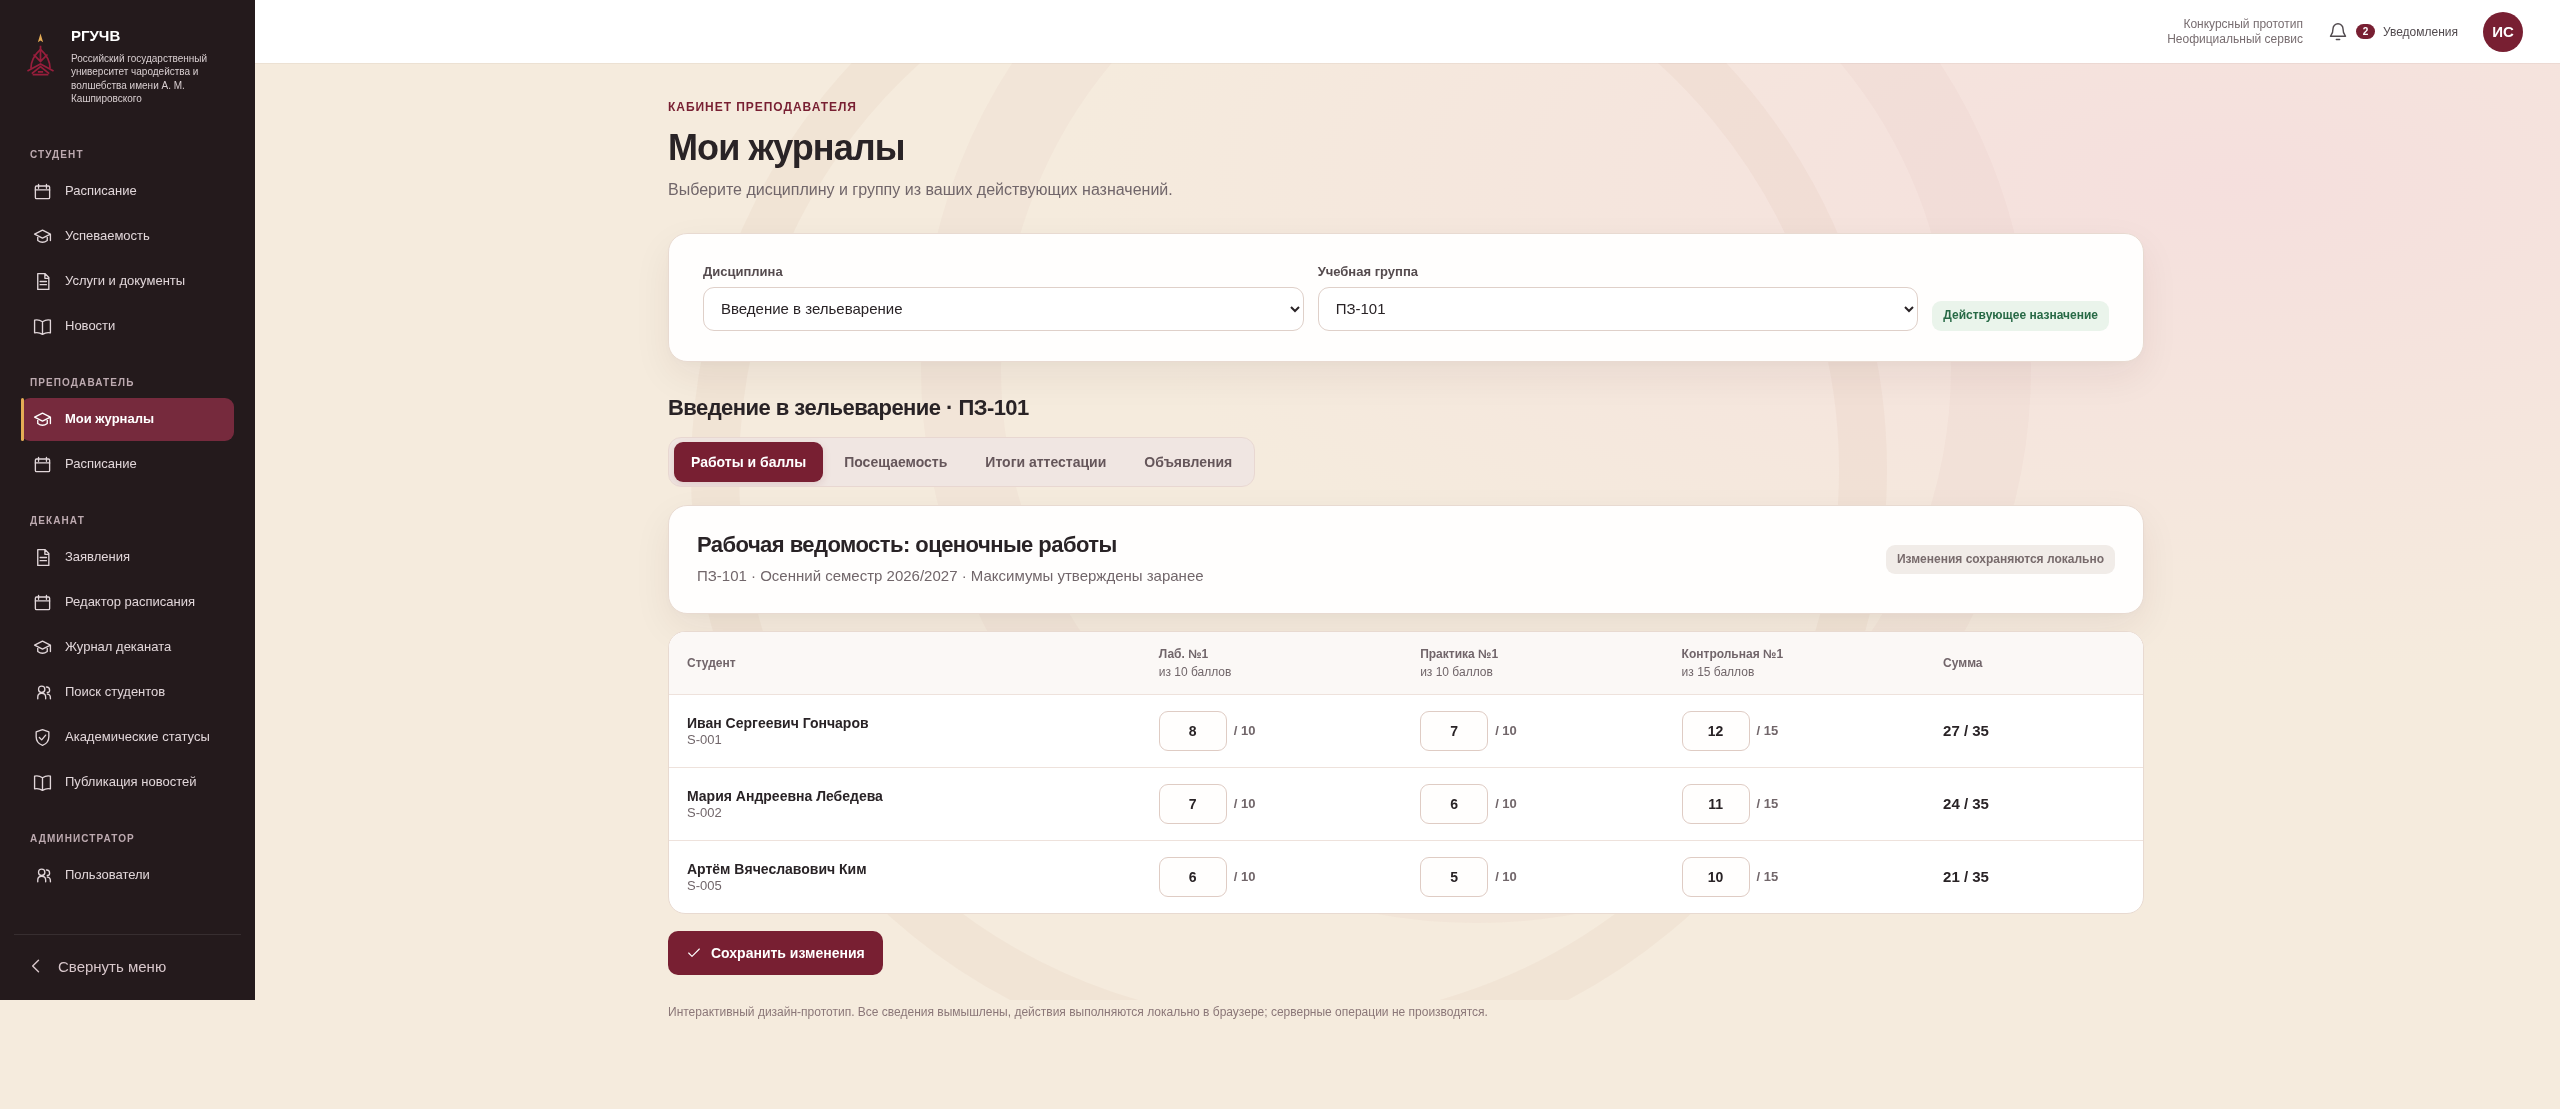 РГУЧВ
Российский государственный
университет чародейства и
волшебства имени А. М.
Кашпировского
СТУДЕНТ
Расписание
Успеваемость
Услуги и документы
Новости
ПРЕПОДАВАТЕЛЬ
Мои журналы
Расписание
ДЕКАНАТ
Заявления
Редактор расписания
Журнал деканата
Поиск студентов
Академические статусы
Публикация новостей
АДМИНИСТРАТОР
Пользователи
Свернуть меню
Конкурсный прототип
Неофициальный сервис
2 Уведомления
ИС
КАБИНЕТ ПРЕПОДАВАТЕЛЯ
Мои журналы
Выберите дисциплину и группу из ваших действующих назначений.
Дисциплина Учебная группа
Введение в зельеварение ПЗ-101 Действующее назначение
Введение в зельеварение · ПЗ-101
Работы и баллы Посещаемость Итоги аттестации Объявления
Рабочая ведомость: оценочные работы
ПЗ-101 · Осенний семестр 2026/2027 · Максимумы утверждены заранее
Изменения сохраняются локально
Студент Лаб. №1 Практика №1 Контрольная №1 Сумма
из 10 баллов из 10 баллов из 15 баллов
Иван Сергеевич Гончаров 8 / 10 7 / 10 12 / 15 27 / 35
S-001
Мария Андреевна Лебедева 7 / 10 6 / 10 11 / 15 24 / 35
S-002
Артём Вячеславович Ким 6 / 10 5 / 10 10 / 15 21 / 35
S-005
Сохранить изменения
Интерактивный дизайн-прототип. Все сведения вымышлены, действия выполняются локально в браузере; серверные операции не производятся.